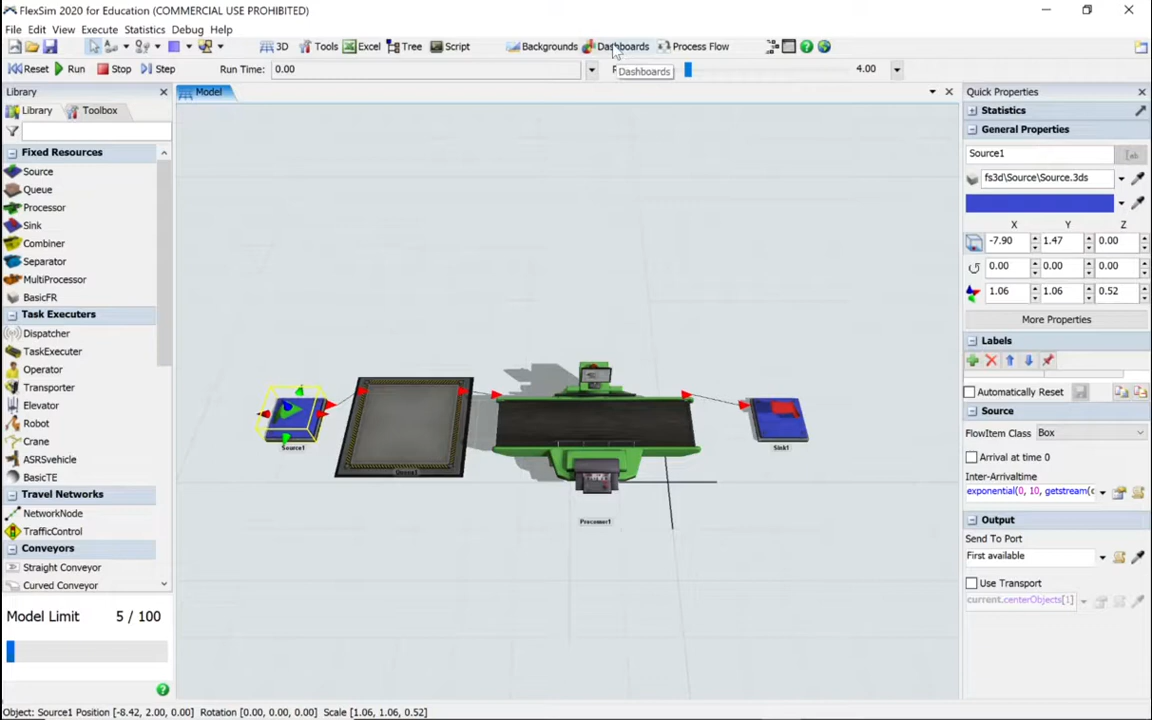 FlexSim 2020 for Education (COMMERCIAL USE PROHIBITED)
File Edit View Execute Statistics Debug Help
3D Tools Excel Tree Script Backgrounds Dashboards Process Flow
Reset Run Stop Step Run Time: 0.00 4.00
Dashboards
Library
Model
Quick Properties
Library Toolbox
Statistics
General Properties
Fixed Resources
Source
Queue
Processor
Sink
Combiner
Separator
MultiProcessor
BasicFR
Task Executers
Dispatcher
TaskExecuter
Operator
Transporter
Elevator
Robot
Crane
ASRSvehicle
BasicTE
Travel Networks
NetworkNode
TrafficControl
Conveyors
Straight Conveyor
Curved Conveyor
Model Limit 5 / 100
Source1
Queue1
Processor1
Sink1
Source1
fs3d\Source\Source.3ds
X Y Z
-7.90 1.47 0.00
0.00 0.00 0.00
1.06 1.06 0.52
More Properties
Labels
Automatically Reset
Source
FlowItem Class Box
Arrival at time 0
Inter-Arrivaltime
exponential(0, 10, getstream(c
Output
Send To Port
First available
Use Transport
current.centerObjects[1]
Object: Source1 Position [-8.42, 2.00, 0.00] Rotation [0.00, 0.00, 0.00] Scale [1.06, 1.06, 0.52]